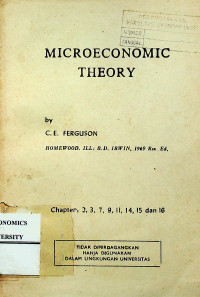 MICROECONOMIC
THEORY
by
C. E. FERGUSON
HOMEWOOD. ILL: R.D. IRWIN, 1969 Rev. Ed.
Chapters 2, 3, 7, 9, 11, 14, 15 dan 16
ONOMICS
ERSITY
TIDAK DIPERDAGANGKAN
HANJA DIGUNAKAN
DALAM LINGKUNGAN UNIVERSITAS